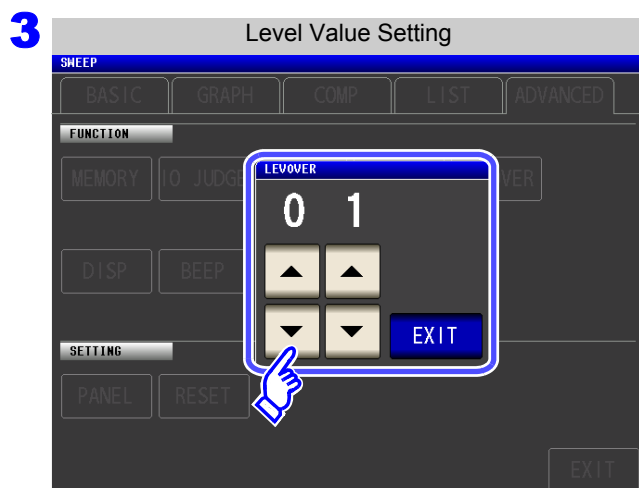 3
Level Value Setting
SWEEP
BASIC GRAPH COMP LIST ADVANCED
FUNCTION
MEMORY IO JUDGE VER
LEVOVER
0 1
DISP BEEP
EXIT
SETTING
PANEL RESET
EXIT